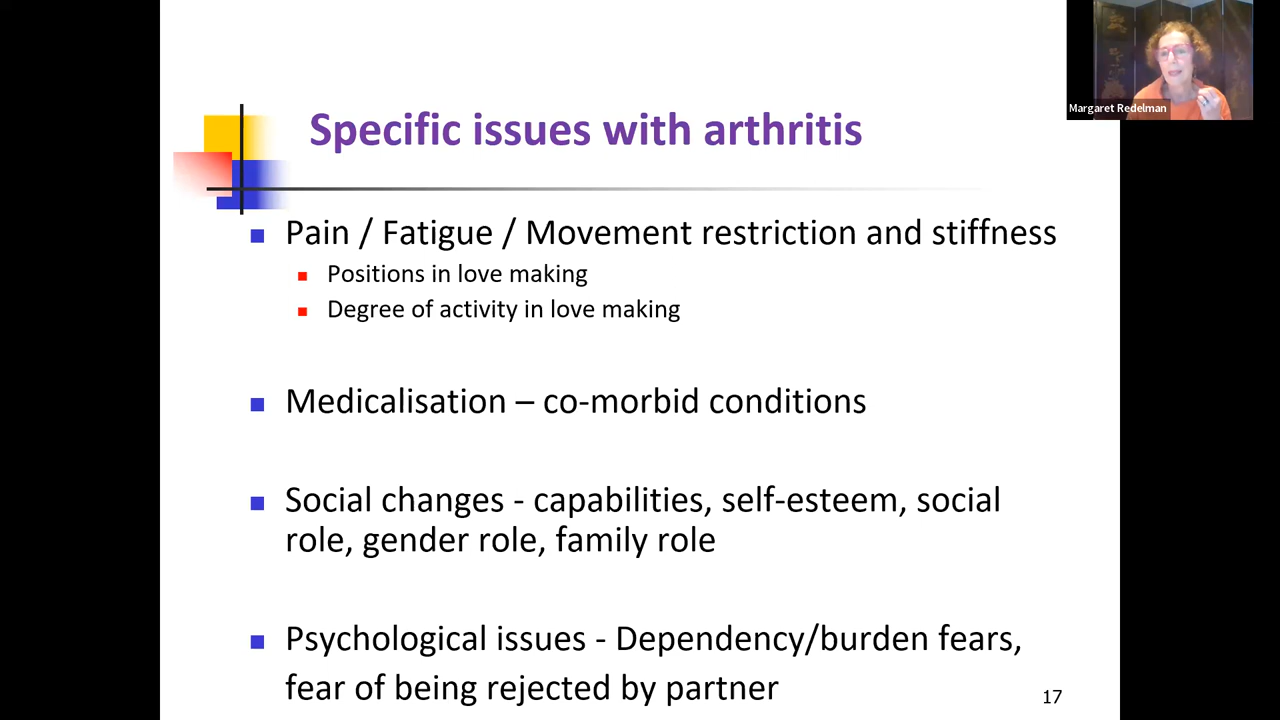 Margaret Redelman
Specific issues with arthritis
Pain / Fatigue / Movement restriction and stiffness
Positions in love making
Degree of activity in love making
Medicalisation – co-morbid conditions
Social changes - capabilities, self-esteem, social
role, gender role, family role
Psychological issues - Dependency/burden fears,
fear of being rejected by partner
17